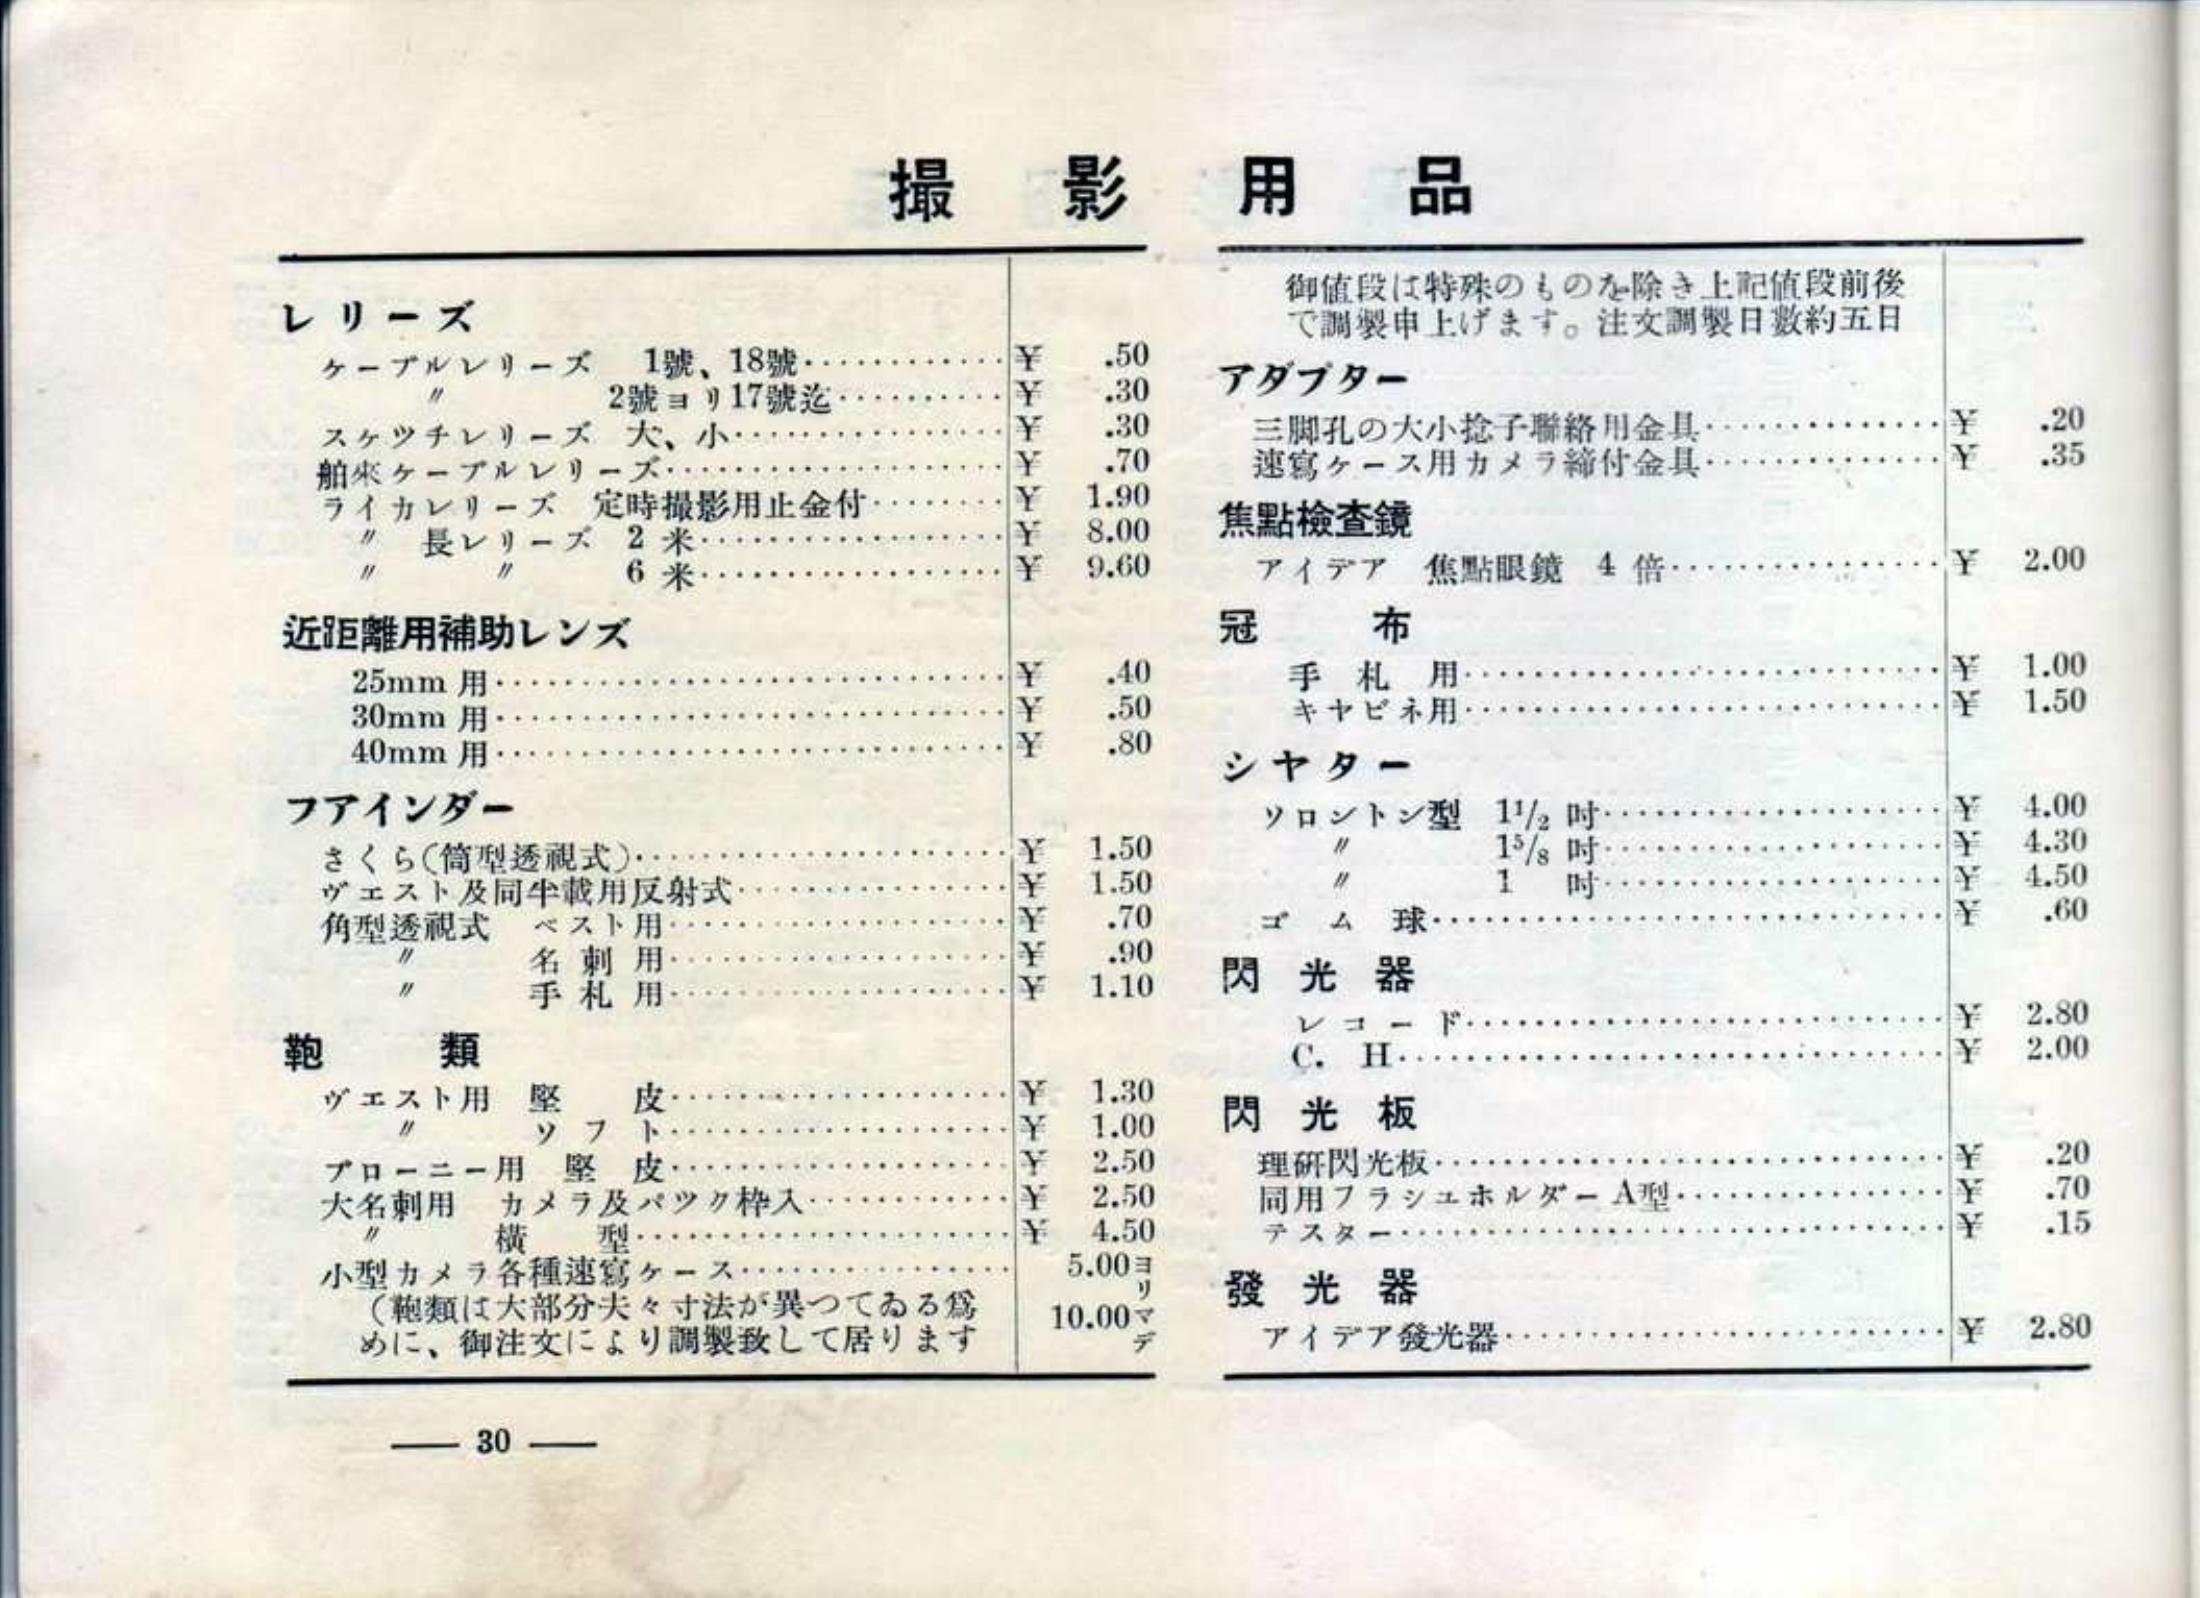 撮影用品
レリーズ
ケーブルレリーズ 1號、18號…………¥ .50
〃 2號ヨリ17號迄…………¥ .30
スケツチレリーズ 大、小…………¥ .30
舶來ケーブルレリーズ…………¥ .70
ライカレリーズ 定時撮影用止金付…………¥ 1.90
〃 長レリーズ 2米…………¥ 8.00
〃 〃 6米…………¥ 9.60
近距離用補助レンズ
25mm用…………¥ .40
30mm用…………¥ .50
40mm用…………¥ .80
フアインダー
さくら(筒型透視式)…………¥ 1.50
ヴエスト及同半載用反射式…………¥ 1.50
角型透視式 ベスト用…………¥ .70
〃 名刺用…………¥ .90
〃 手札用…………¥ 1.10
鞄類
ヴエスト用 堅皮…………¥ 1.30
〃 ソフト…………¥ 1.00
ブローニー用 堅皮…………¥ 2.50
大名刺用 カメラ及パツク枠入…………¥ 2.50
〃 横型…………¥ 4.50
小型カメラ各種速寫ケース…………5.00ヨリ
(鞄類は大部分夫々寸法が異つてゐる爲 10.00マデ
めに、御注文により調製致して居ります
— 30 —
御値段は特殊のものを除き上記値段前後
で調製申上げます。注文調製日數約五日
アダプター
三脚孔の大小捻子聯絡用金具…………¥ .20
速寫ケース用カメラ締付金具…………¥ .35
焦點檢査鏡
アイデア 焦點眼鏡 4倍…………¥ 2.00
冠布
手札用…………¥ 1.00
キヤビネ用…………¥ 1.50
シヤター
ソロントン型 1 1/2 吋…………¥ 4.00
〃 1 5/8 吋…………¥ 4.30
〃 1 吋…………¥ 4.50
ゴム球…………¥ .60
閃光器
レコード…………¥ 2.80
C. H…………¥ 2.00
閃光板
理硏閃光板…………¥ .20
同用フラシユホルダーA型…………¥ .70
テスター…………¥ .15
發光器
アイデア發光器…………¥ 2.80